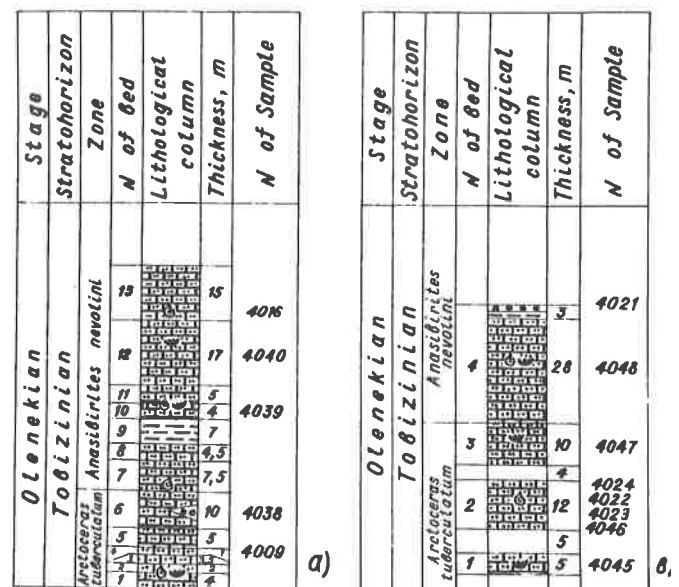 Stage
Stratohorizon
Zone
N of Bed
Lithological
column
Thickness, m
N of Sample
Olenekian
Tobizinian
Anasibirites nevolini
Arctoceras
tuberculatum
13
15
4016
12
17
4040
11
5
10
4
4039
9
7
8
4,5
7
7,5
6
10
4038
5
5
4009
1
4
а)
Stage
Stratohorizon
Zone
N of Bed
Lithological
column
Thickness, m
N of Sample
Olenekian
Tobizinian
Anasibirites
nevolini
Arctoceras
tuberculatum
4021
3
4
28
4048
3
10
4047
4
4024
2
12
4022
4023
4046
5
1
5
4045
в,